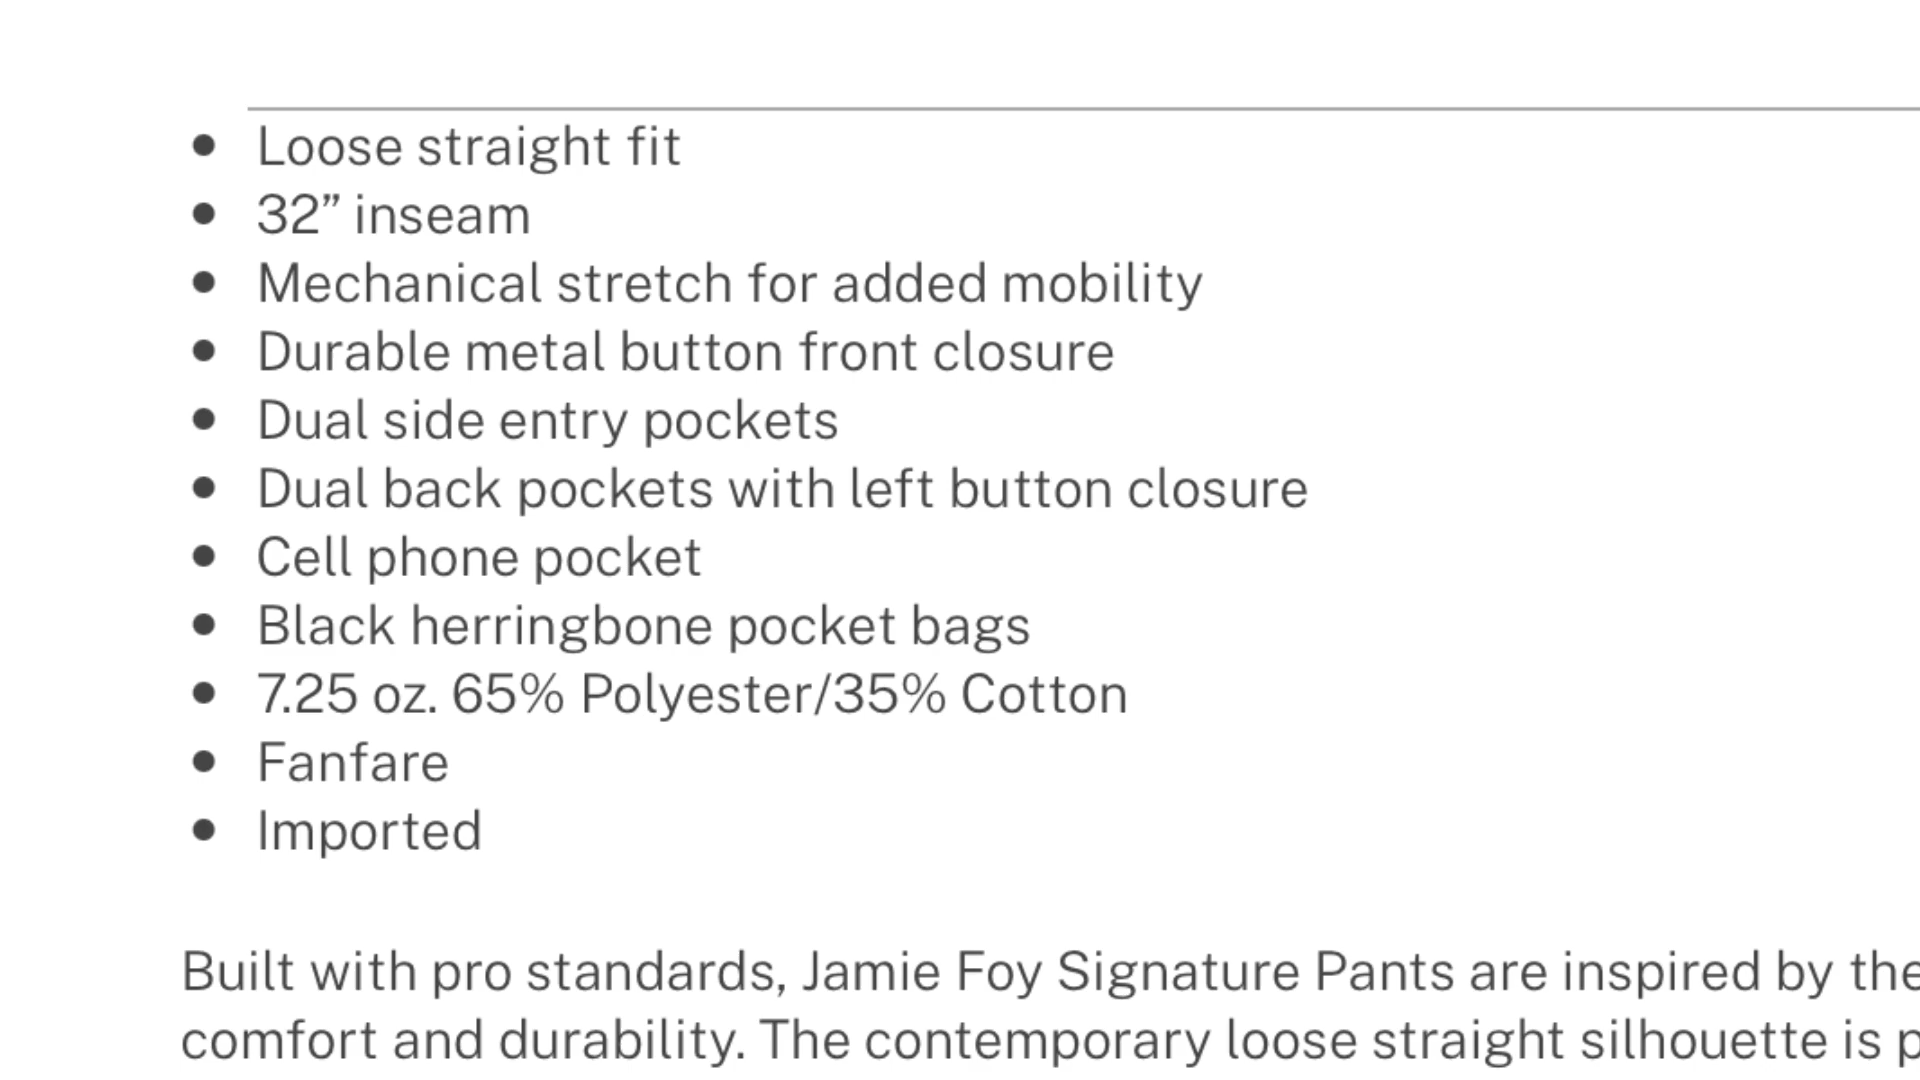 Loose straight fit
32” inseam
Mechanical stretch for added mobility
Durable metal button front closure
Dual side entry pockets
Dual back pockets with left button closure
Cell phone pocket
Black herringbone pocket bags
7.25 oz. 65% Polyester/35% Cotton
Fanfare
Imported
Built with pro standards, Jamie Foy Signature Pants are inspired by the
comfort and durability. The contemporary loose straight silhouette is